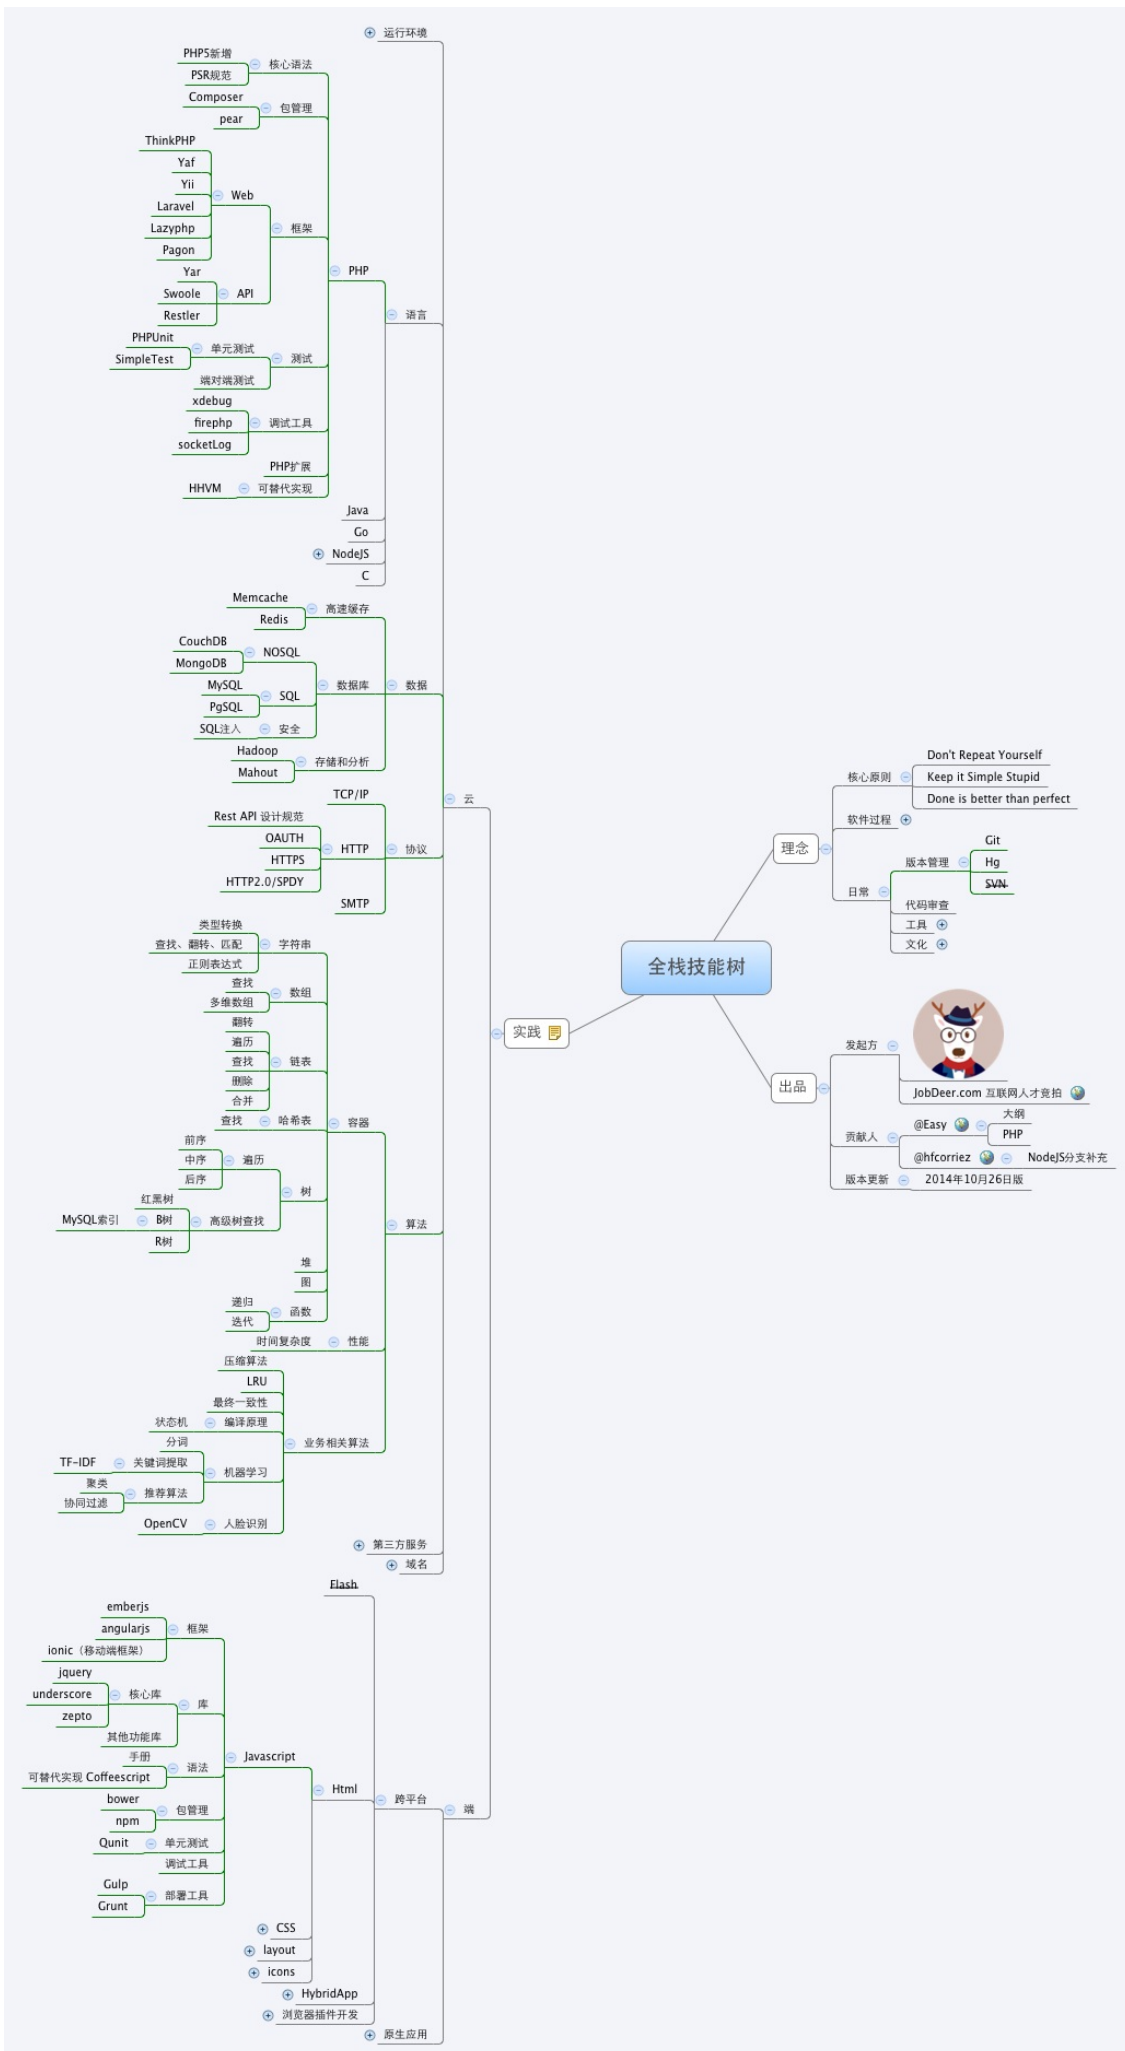 全栈技能树
理念
核心原则
Don't Repeat Yourself
Keep it Simple Stupid
Done is better than perfect
软件过程
日常
版本管理
Git
Hg
SVN
代码审查
工具
文化
出品
发起方
JobDeer.com 互联网人才竞拍
贡献人
@Easy
大纲
PHP
@hfcorriez
NodeJS分支补充
版本更新
2014年10月26日版
实践
云
运行环境
语言
PHP
核心语法
PHP5新增
PSR规范
包管理
Composer
pear
框架
Web
ThinkPHP
Yaf
Yii
Laravel
Lazyphp
Pagon
API
Yar
Swoole
Restler
测试
单元测试
PHPUnit
SimpleTest
端对端测试
调试工具
xdebug
firephp
socketLog
PHP扩展
可替代实现
HHVM
Java
Go
NodeJS
C
数据
高速缓存
Memcache
Redis
数据库
NOSQL
CouchDB
MongoDB
SQL
MySQL
PgSQL
安全
SQL注入
存储和分析
Hadoop
Mahout
协议
TCP/IP
HTTP
Rest API 设计规范
OAUTH
HTTPS
HTTP2.0/SPDY
SMTP
算法
容器
字符串
类型转换
查找、翻转、匹配
正则表达式
数组
查找
多维数组
链表
翻转
遍历
查找
删除
合并
哈希表
查找
树
遍历
前序
中序
后序
高级树查找
红黑树
B树
MySQL索引
R树
堆
图
函数
递归
迭代
性能
时间复杂度
业务相关算法
压缩算法
LRU
最终一致性
编译原理
状态机
机器学习
分词
关键词提取
TF-IDF
推荐算法
聚类
协同过滤
人脸识别
OpenCV
第三方服务
域名
端
跨平台
Flash
Html
Javascript
框架
emberjs
angularjs
ionic（移动端框架）
库
核心库
jquery
underscore
zepto
其他功能库
语法
手册
可替代实现 Coffeescript
包管理
bower
npm
单元测试
Qunit
调试工具
部署工具
Gulp
Grunt
CSS
layout
icons
HybridApp
浏览器插件开发
原生应用